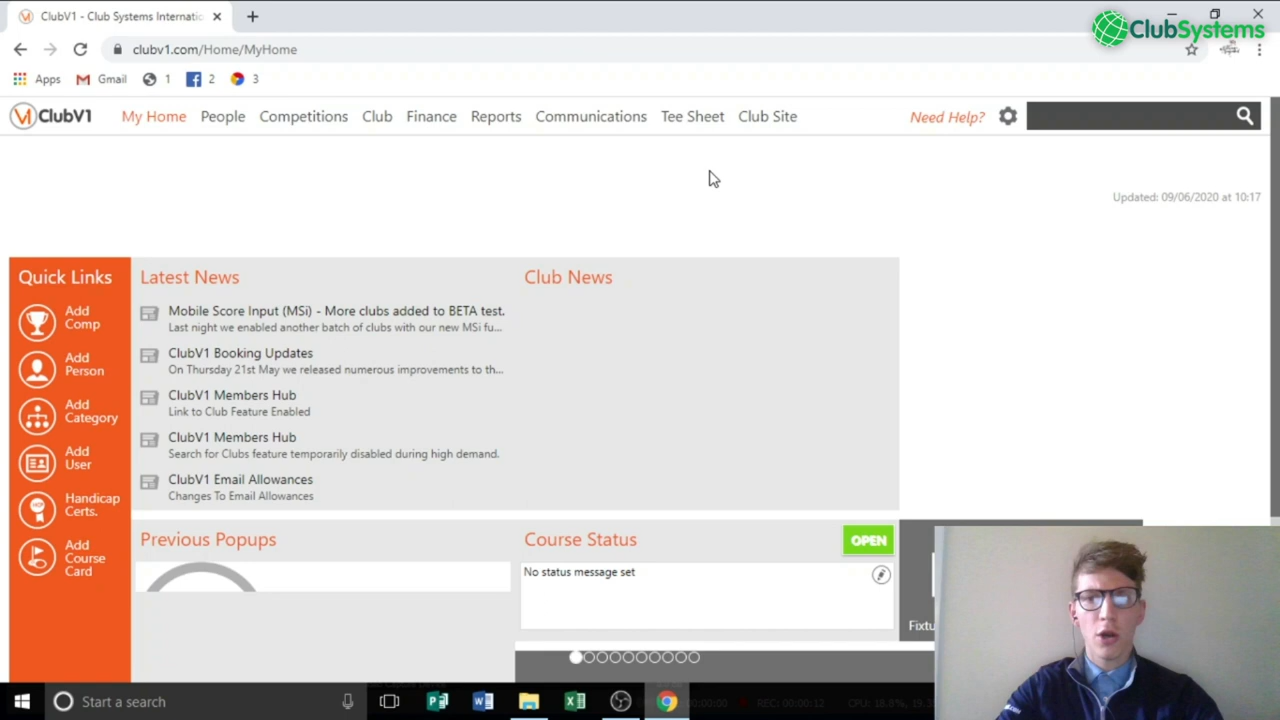 ClubV1 - Club Systems Internatio
ClubSystems
clubv1.com/Home/MyHome
Apps Gmail 1 2 3
ClubV1 My Home People Competitions Club Finance Reports Communications Tee Sheet Club Site Need Help?
Updated: 09/06/2020 at 10:17
Quick Links
Add
Comp
Add
Person
Add
Category
Add
User
Handicap
Certs.
Add
Course
Card
Latest News
Mobile Score Input (MSi) - More clubs added to BETA test.
Last night we enabled another batch of clubs with our new MSi fu...
ClubV1 Booking Updates
On Thursday 21st May we released numerous improvements to th...
ClubV1 Members Hub
Link to Club Feature Enabled
ClubV1 Members Hub
Search for Clubs feature temporarily disabled during high demand.
ClubV1 Email Allowances
Changes To Email Allowances
Club News
Previous Popups
Course Status
OPEN
No status message set
Fixtu
Start a search
REC: 00:00:12